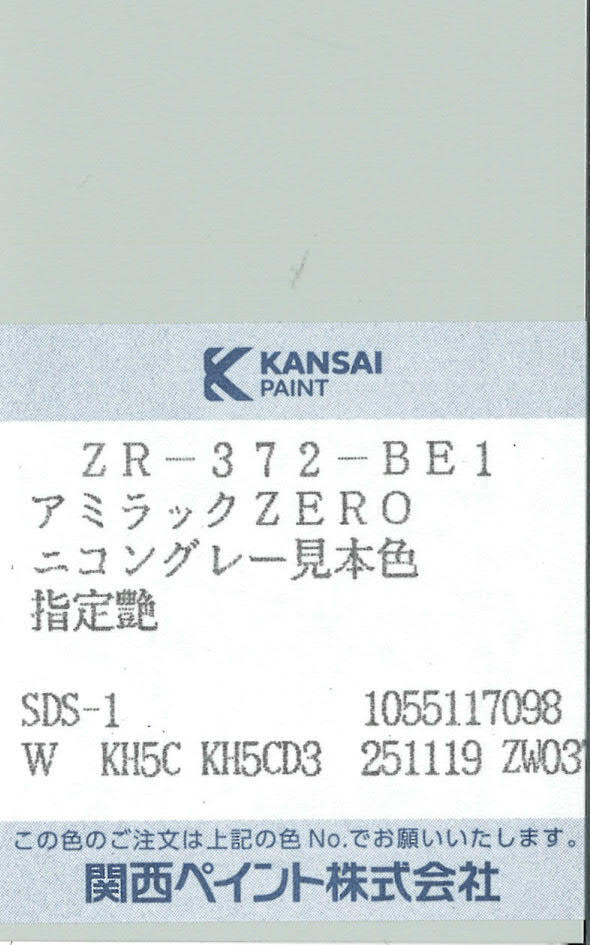 KANSAI
PAINT
ZR-372-BE1
アミラックZERO
ニコングレー見本色
指定艶
SDS-1 1055117098
W KH5C KH5CD3 251119 ZW03
この色のご注文は上記の色No.でお願いいたします。
関西ペイント株式会社